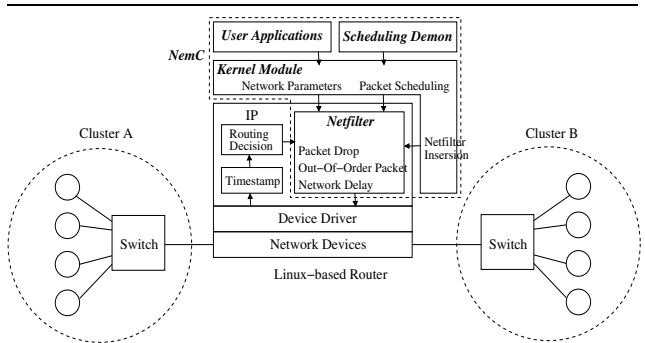 User Applications
Scheduling Demon
NemC
Kernel Module
Network Parameters
Packet Scheduling
IP
Netfilter
Routing
Decision
Packet Drop
Out−Of−Order Packet
Network Delay
Netfilter
Insersion
Timestamp
Device Driver
Network Devices
Linux−based Router
Cluster A
Switch
Cluster B
Switch